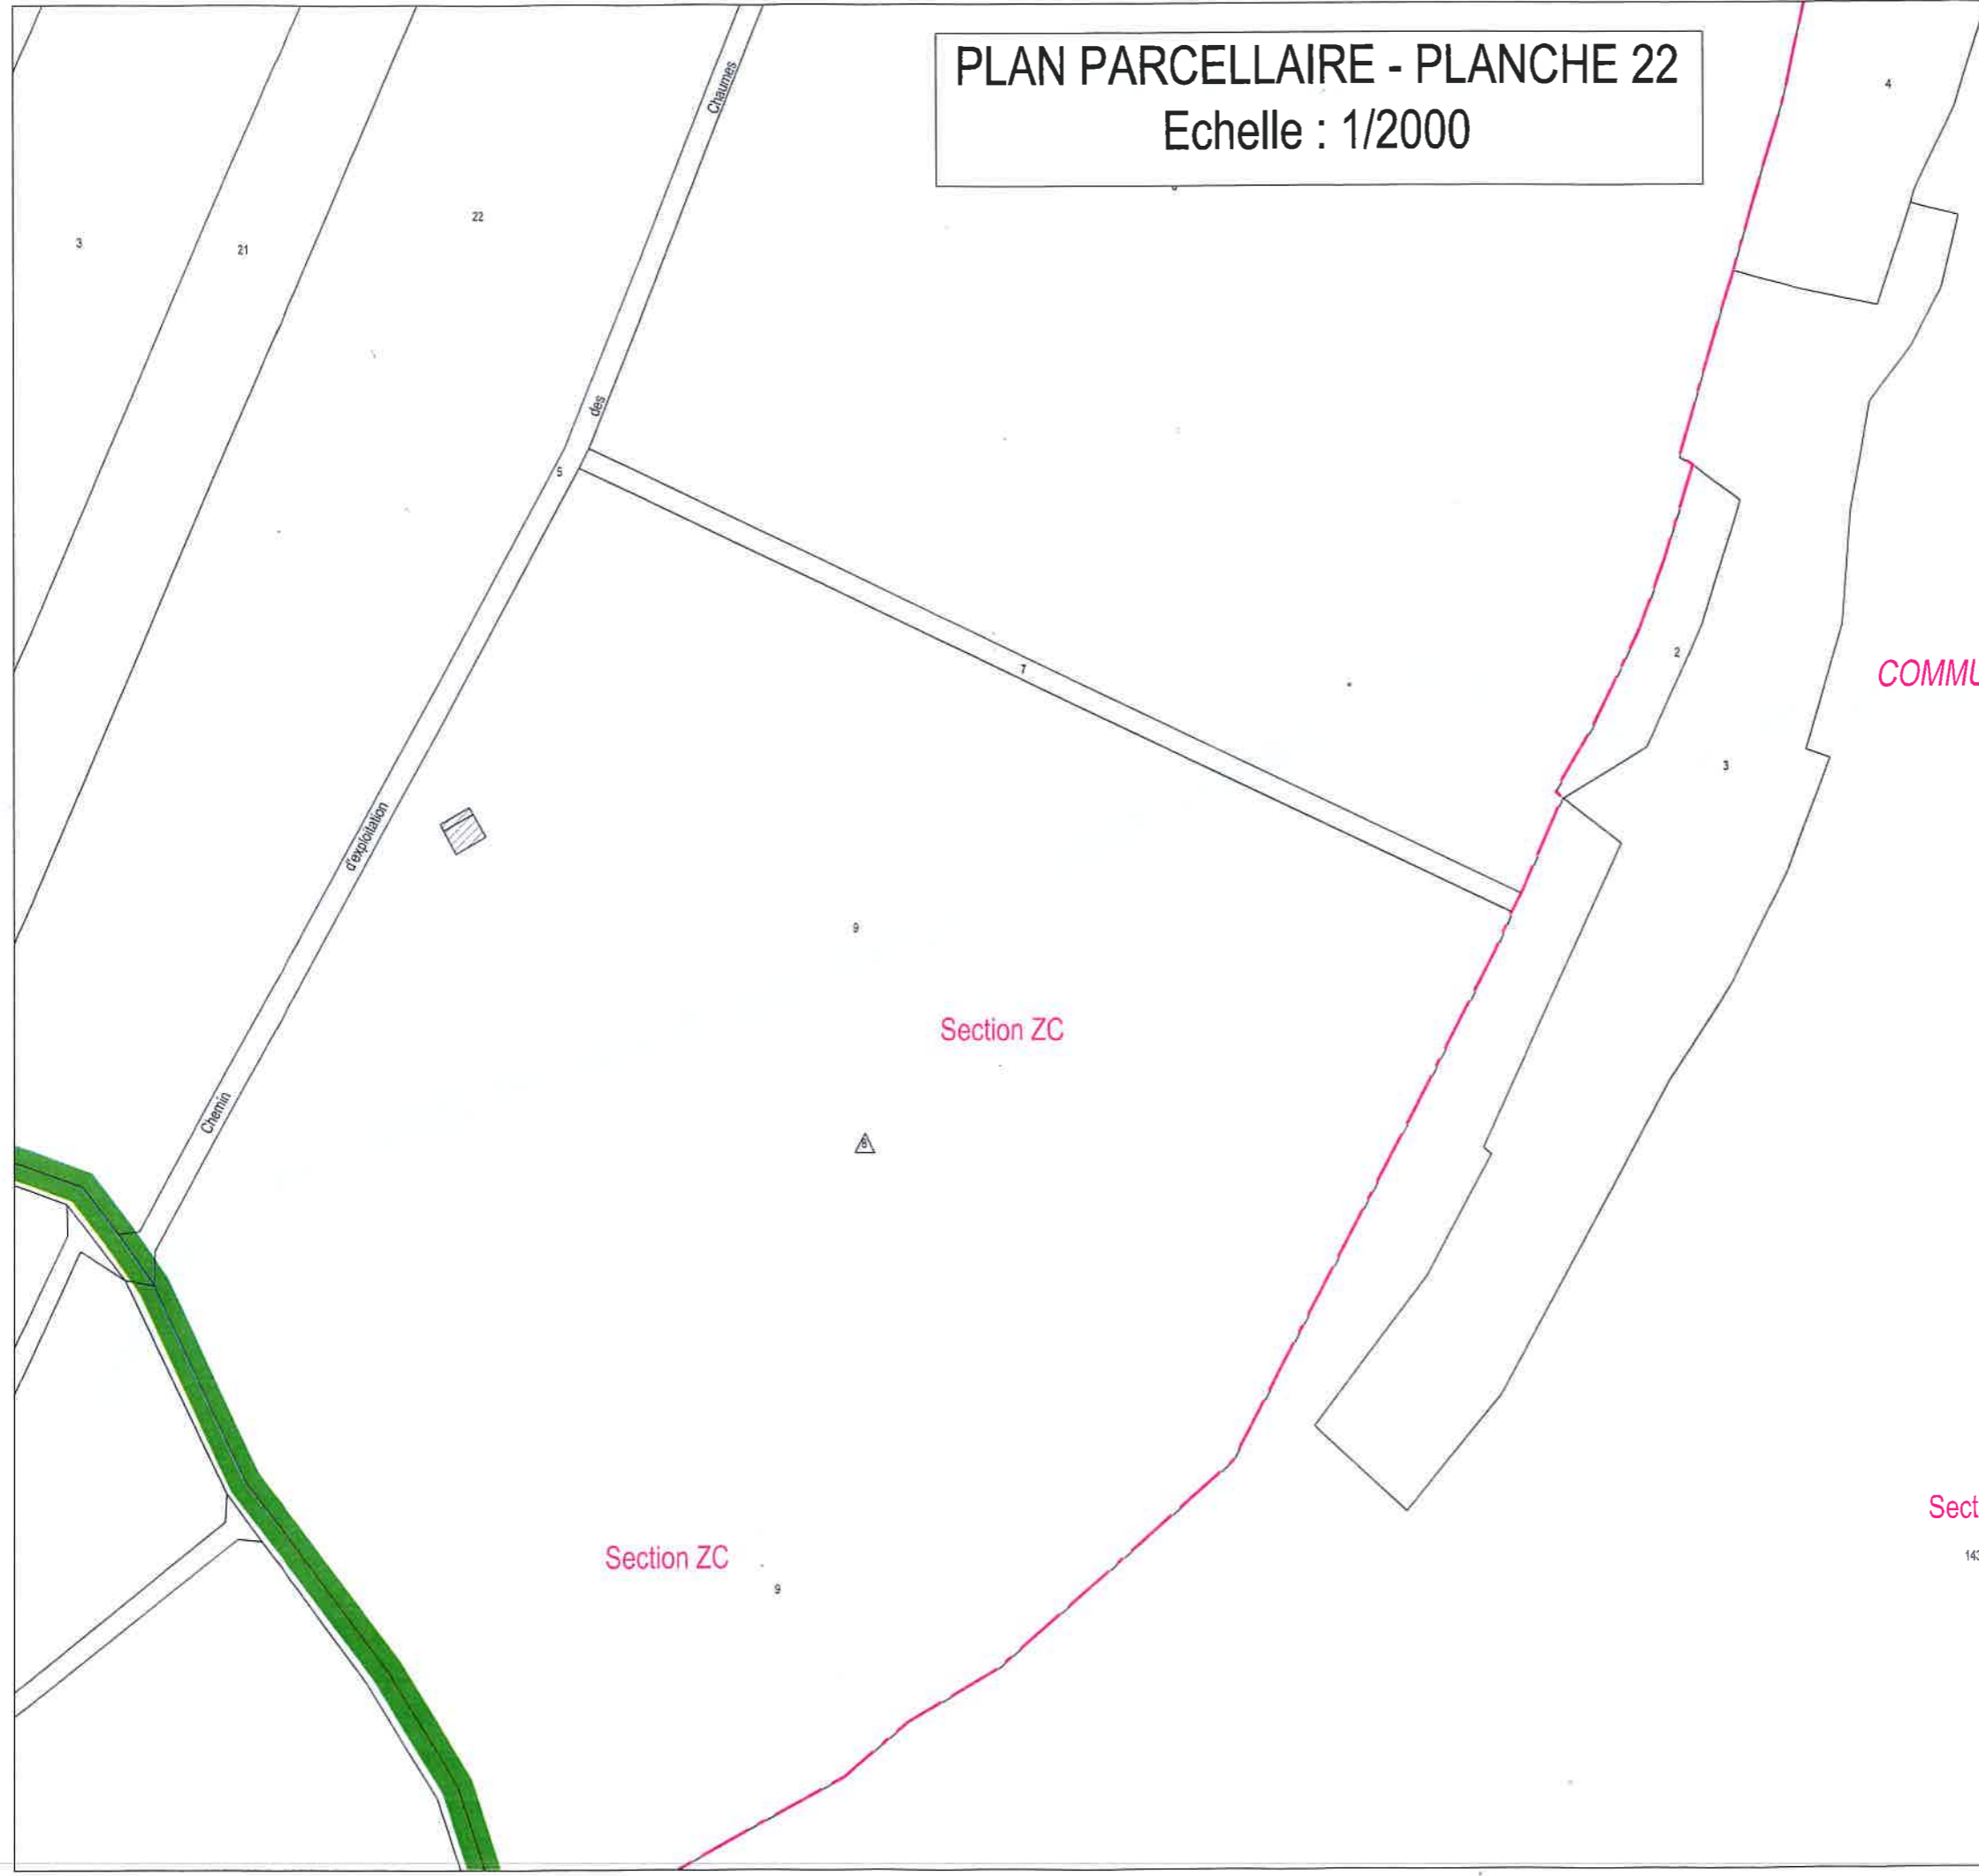 PLAN PARCELLAIRE - PLANCHE 22
Echelle : 1/2000
4
Chaumes
22
3
21
des
5
2
7
COMMU
3
d'exploitation
9
Section ZC
Chemin
Sect
143
Section ZC
9